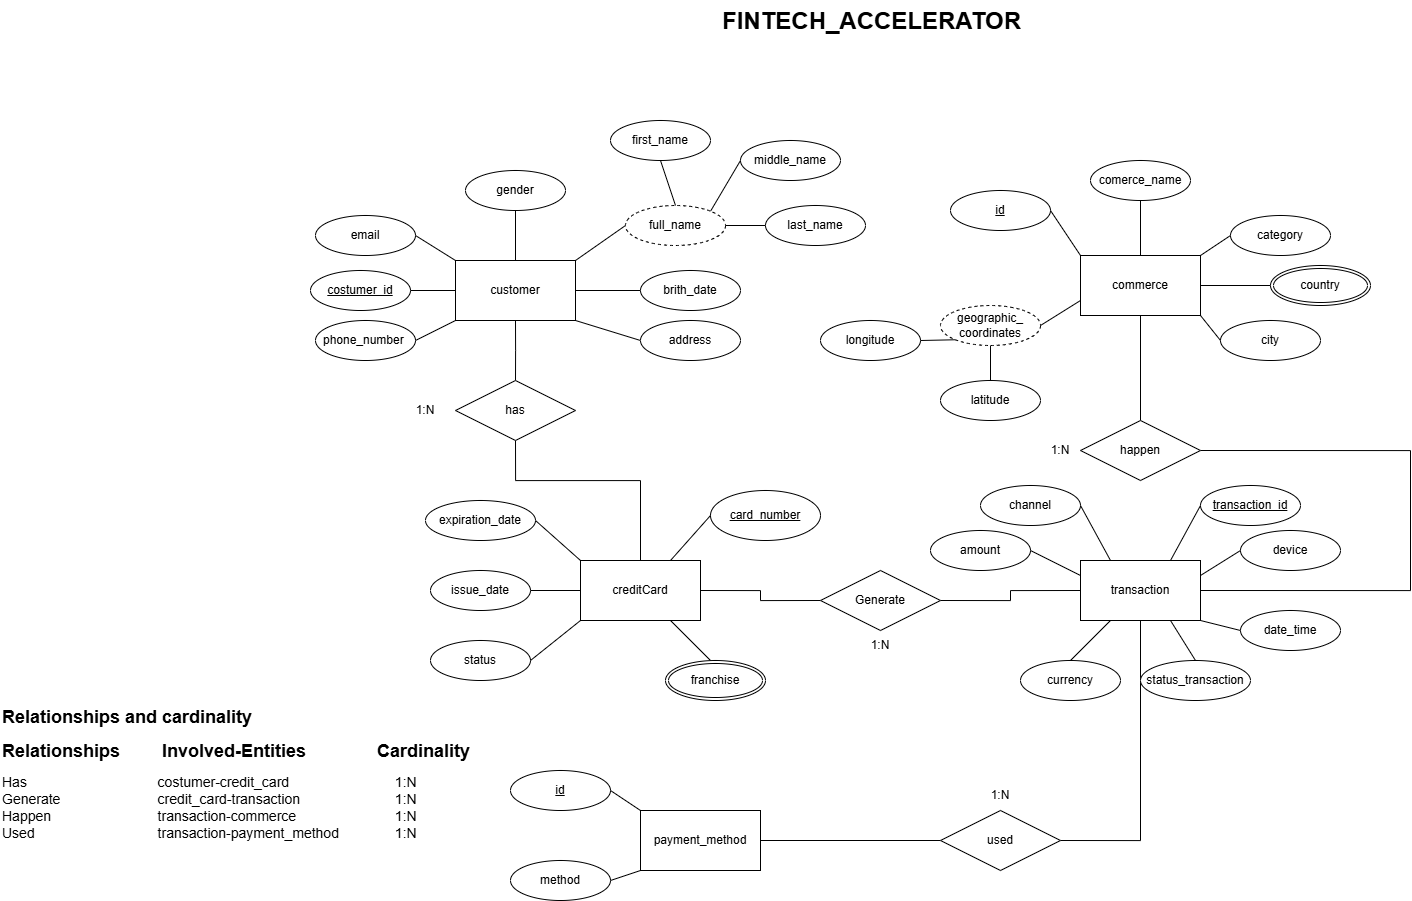 FINTECH_ACCELERATOR
first_name
middle_name
gender
full_name
last_name
email
customer
costumer_id
brith_date
phone_number
address
comerce_name
id
category
commerce
country
geographic_
coordinates
longitude
city
latitude
1:N
has
1:N
happen
expiration_date
card_number
issue_date
creditCard
status
franchise
Generate
1:N
channel
transaction_id
amount
device
transaction
date_time
currency
status_transaction
Relationships and cardinality
Relationships Involved-Entities Cardinality
Has costumer-credit_card 1:N
Generate credit_card-transaction 1:N
Happen transaction-commerce 1:N
Used transaction-payment_method 1:N
id
payment_method
method
1:N
used